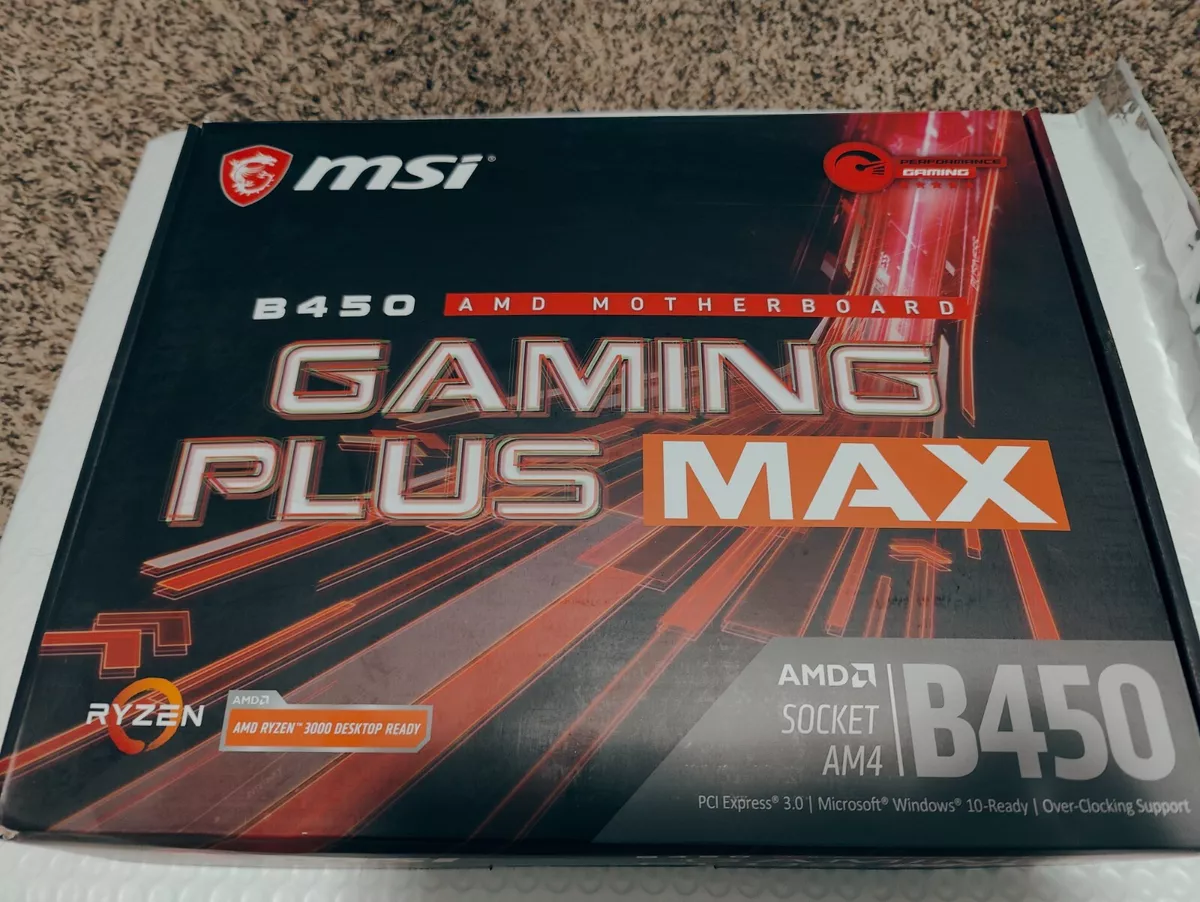 msi®
PERFORMANCE
GAMING
B450 AMD MOTHERBOARD
GAMING
PLUS MAX
RYZEN
AMD
AMD RYZEN™ 3000 DESKTOP READY
AMD
SOCKET
AM4
B450
PCI Express® 3.0 | Microsoft® Windows® 10-Ready | Over-Clocking Support